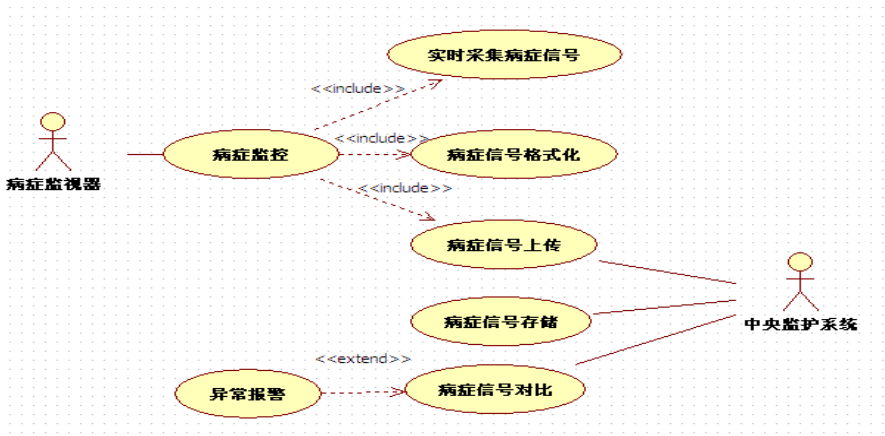 实时采集病症信号
<<include>>
<<include>>
病症监控
病症信号格式化
病症监视器
<<include>>
病症信号上传
病症信号存储
中央监护系统
<<extend>>
异常报警
病症信号对比